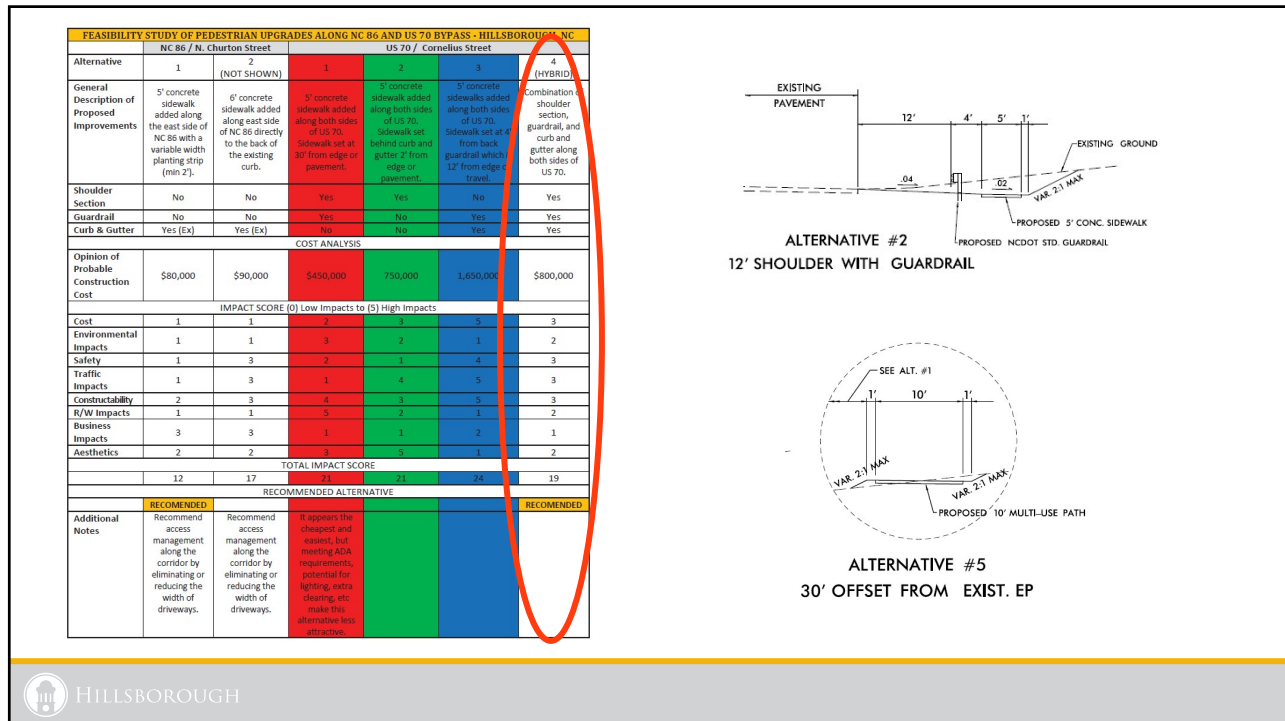 FEASIBILITY STUDY OF PEDESTRIAN UPGRADES ALONG NC 86 AND US 70 BYPASS - HILLSBOROUGH, NC
NC 86 / N. Churton Street
US 70 / Cornelius Street
Alternative
1
2
(NOT SHOWN)
1
2
3
4
(HYBRID)
General
Description of
Proposed
Improvements
5' concrete
sidewalk
added along
the east side of
NC 86 with a
variable width
planting strip
(min 2').
6' concrete
sidewalk added
along east side
of NC 86 directly
to the back of
the existing
curb.
5' concrete
sidewalk added
along both sides
of US 70.
Sidewalk set at
30' from edge or
pavement.
5' concrete
sidewalk added
along both sides
of US 70.
Sidewalk set
behind curb and
gutter 2' from
edge or
pavement.
5' concrete
sidewalks added
along both sides
of US 70.
Sidewalk set at 4'
from back
guardrail which
12' from edge
travel.
Combination of
shoulder
section,
guardrail, and
curb and
gutter along
both sides of
US 70.
Shoulder
Section
No
No
Yes
Yes
No
Yes
Guardrail
No
No
Yes
No
Yes
Yes
Curb & Gutter
Yes (Ex)
Yes (Ex)
No
No
Yes
Yes
COST ANALYSIS
Opinion of
Probable
Construction
Cost
$80,000
$90,000
$450,000
750,000
1,650,000
$800,000
IMPACT SCORE (0) Low Impacts to (5) High Impacts
Cost
1
1
2
3
5
3
Environmental
Impacts
1
1
3
2
1
2
Safety
1
3
2
1
4
3
Traffic
Impacts
1
3
1
4
5
3
Constructability
2
3
4
3
5
3
R/W Impacts
1
1
5
2
1
2
Business
Impacts
3
3
1
1
2
1
Aesthetics
2
2
3
5
1
2
TOTAL IMPACT SCORE
12
17
21
21
24
19
RECOMMENDED ALTERNATIVE
RECOMENDED
RECOMENDED
Additional
Notes
Recommend
access
management
along the
corridor by
eliminating or
reducing the
width of
driveways.
Recommend
access
management
along the
corridor by
eliminating or
reducing the
width of
driveways.
It appears the
cheapest and
easiest, but
meeting ADA
requirements,
potential for
lighting, extra
clearing, etc
make this
alternative less
attractive.
EXISTING
PAVEMENT
12' 4' 5' 1'
EXISTING GROUND
.04
.02
VAR. 2:1 MAX
PROPOSED 5' CONC. SIDEWALK
PROPOSED NCDOT STD. GUARDRAIL
ALTERNATIVE #2
12' SHOULDER WITH GUARDRAIL
SEE ALT. #1
1' 10' 1'
VAR. 2:1 MAX
VAR. 2:1 MAX
PROPOSED 10' MULTI-USE PATH
ALTERNATIVE #5
30' OFFSET FROM EXIST. EP
HILLSBOROUGH